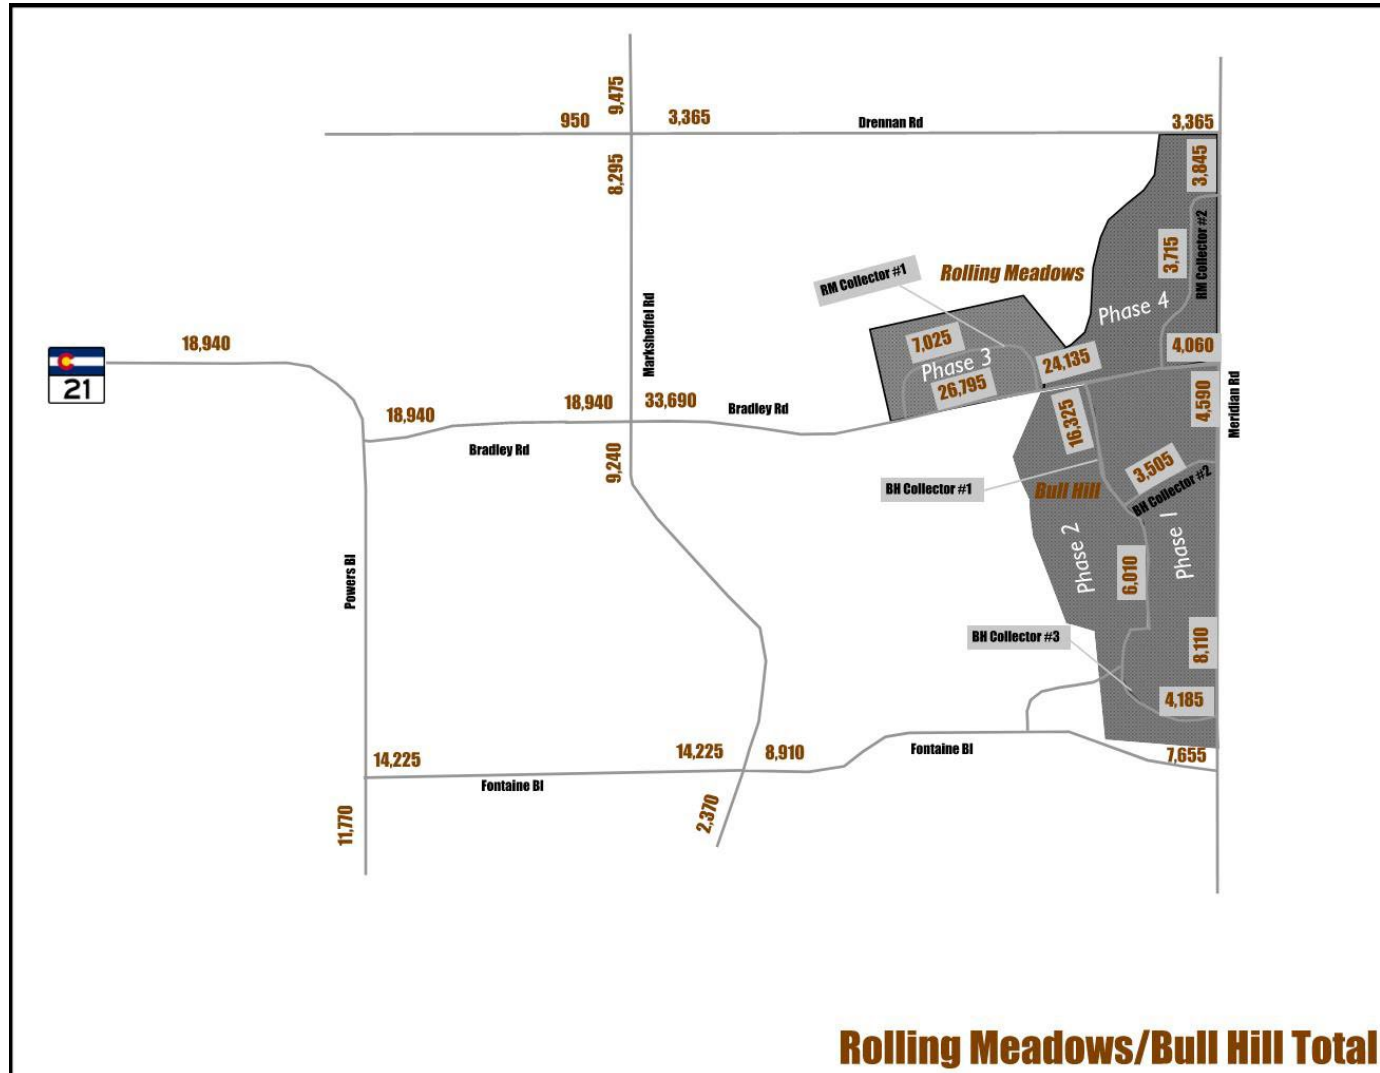 9,475
950
3,365
Drennan Rd
3,365
8,295
3,845
RM Collector #2
3,715
RM Collector #1
Rolling Meadows
Phase 4
Marksheffel Rd
18,940
7,025
Phase 3
24,135
4,060
21
26,795
18,940
18,940
33,690
Bradley Rd
16,325
4,590
Meridian Rd
Bradley Rd
9,240
3,505
BH Collector #2
BH Collector #1
Bull Hill
Phase 2
Phase 1
Powers Bl
6,010
BH Collector #3
8,110
4,185
14,225
14,225
8,910
Fontaine Bl
7,655
Fontaine Bl
11,770
2,370
Rolling Meadows/Bull Hill Total